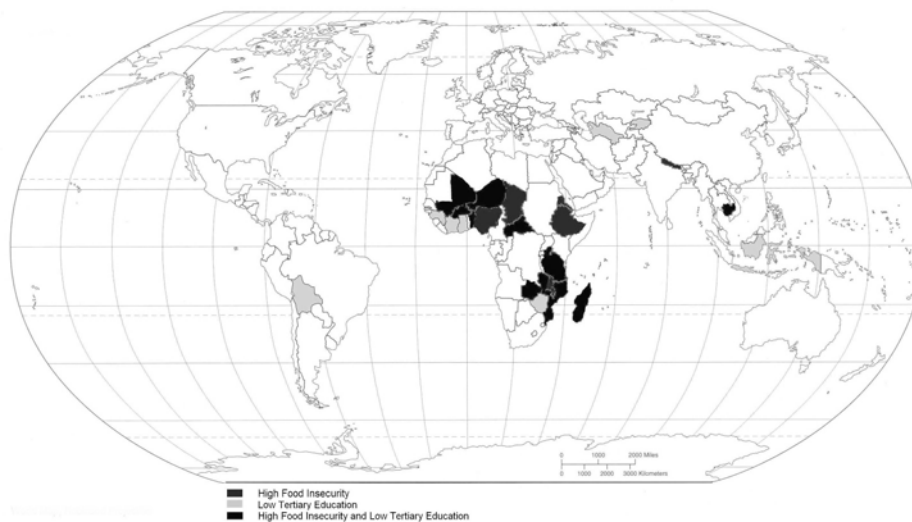 0 1000 2000 Miles
0 1000 2000 3000 Kilometers
High Food Insecurity
Low Tertiary Education
High Food Insecurity and Low Tertiary Education